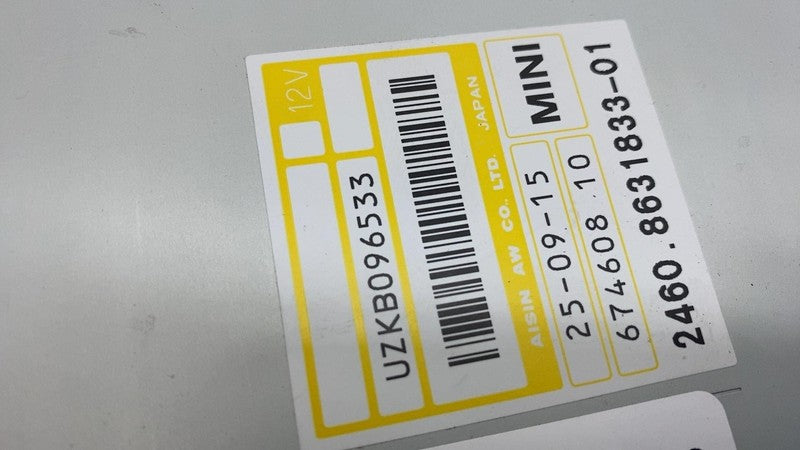 12V
UZKB096533
AISIN AW CO., LTD. JAPAN
MINI
25-09-15
674608 10
2460.8631833-01